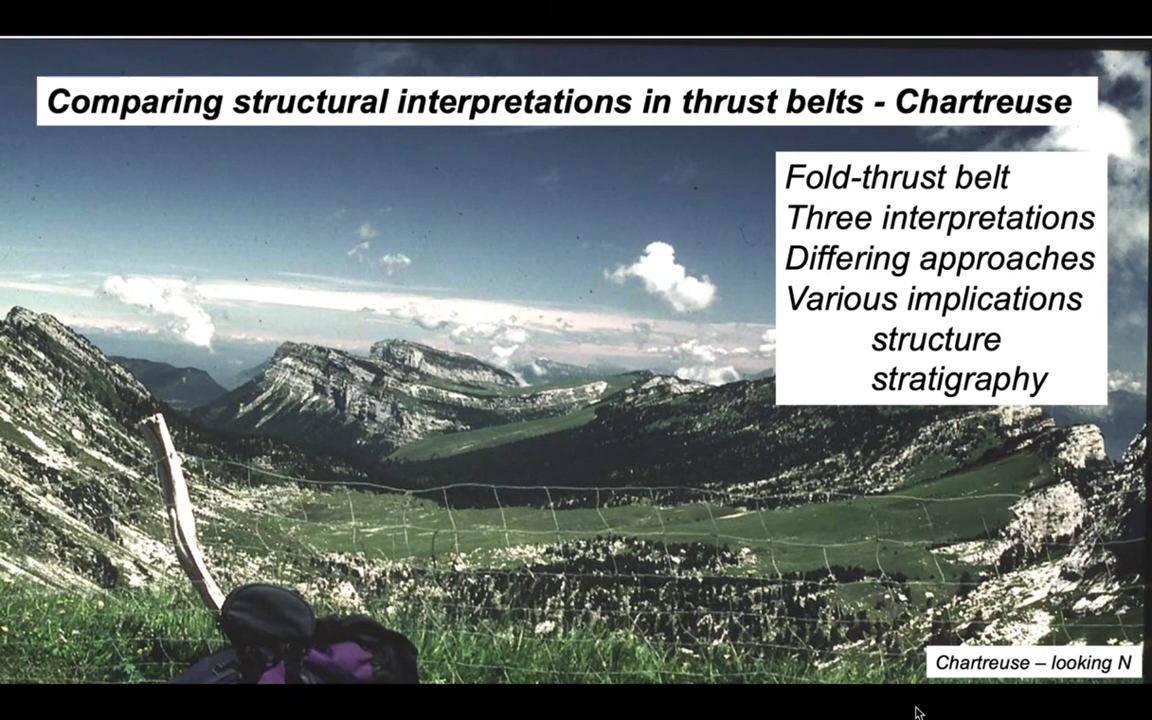 Comparing structural interpretations in thrust belts - Chartreuse
Fold-thrust belt
Three interpretations
Differing approaches
Various implications
structure
stratigraphy
Chartreuse – looking N